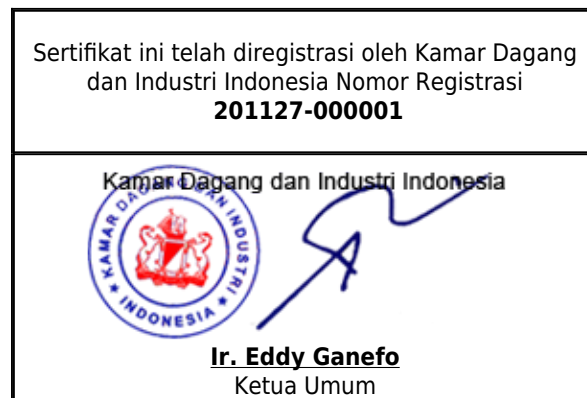 Sertifikat ini telah diregistrasi oleh Kamar Dagang
dan Industri Indonesia Nomor Registrasi
201127-000001
Kamar Dagang dan Industri Indonesia
KAMAR DAGANG DAN INDUSTRI
INDONESIA
Ir. Eddy Ganefo
Ketua Umum